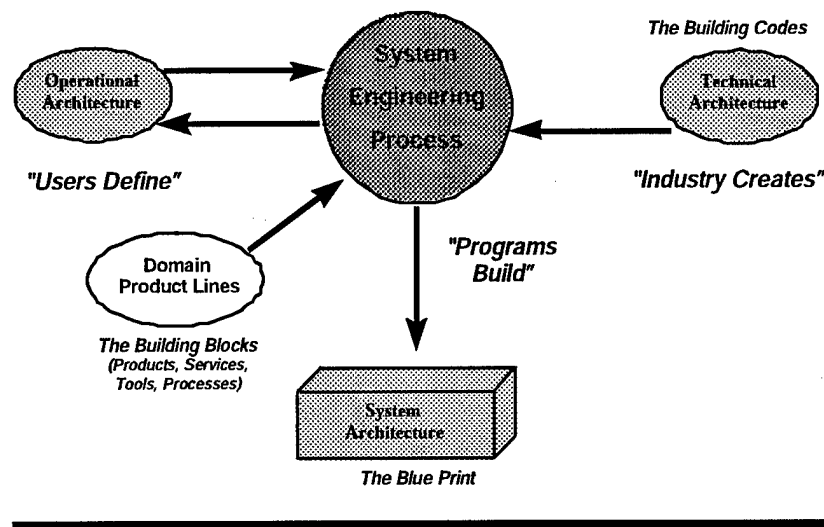 The Building Codes
Operational
Architecture
System
Engineering
Process
Technical
Architecture
"Users Define"
"Industry Creates"
Domain
Product Lines
"Programs
Build"
The Building Blocks
(Products, Services,
Tools, Processes)
System
Architecture
The Blue Print